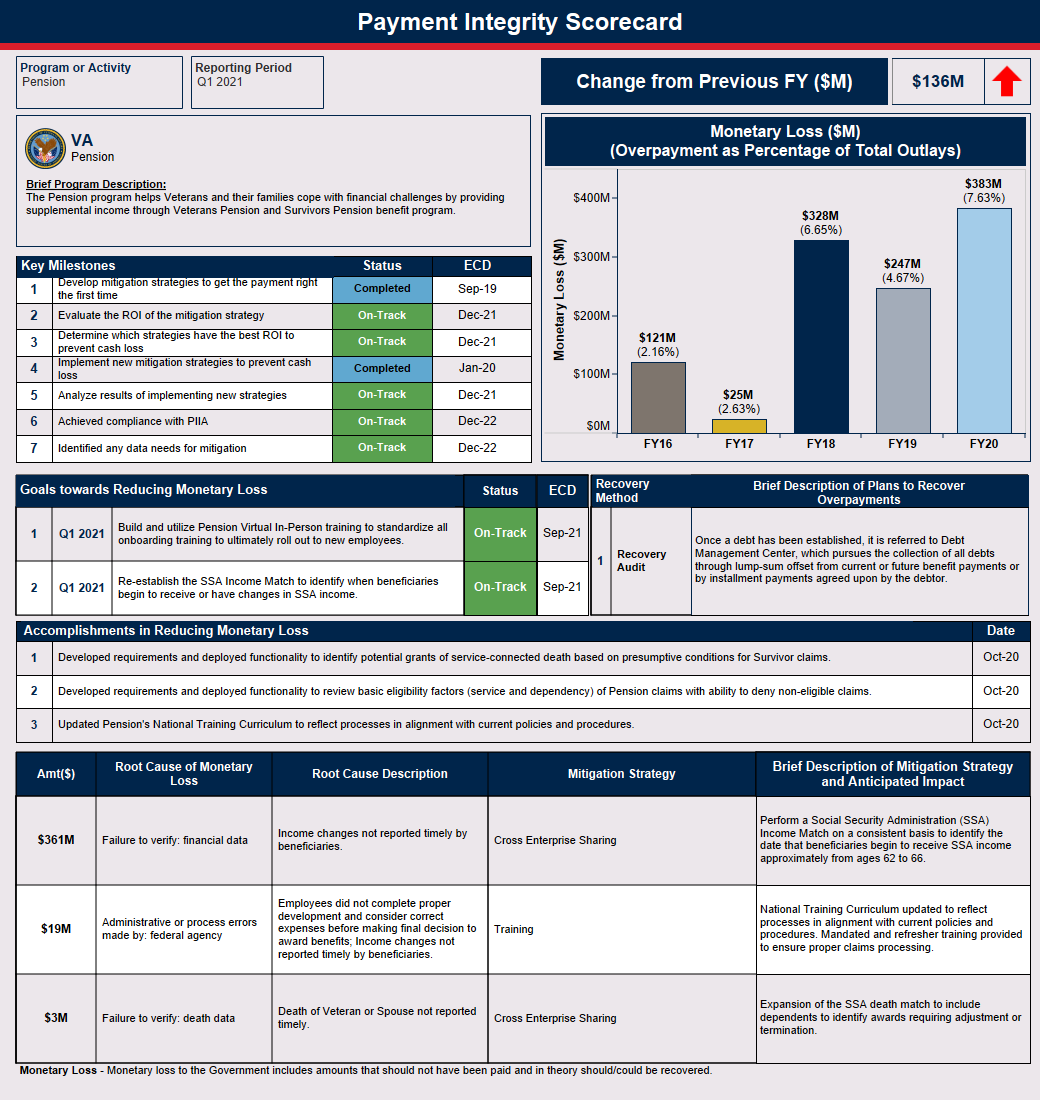 Payment Integrity Scorecard
Program or Activity
Pension
Reporting Period
Q1 2021
Change from Previous FY ($M)
$136M
VA
Pension
Brief Program Description:
The Pension program helps Veterans and their families cope with financial challenges by providing
supplemental income through Veterans Pension and Survivors Pension benefit program.
Monetary Loss ($M)
(Overpayment as Percentage of Total Outlays)
Monetary Loss ($M)
$400M
$300M
$200M
$100M
$0M
$121M
(2.16%)
$25M
(2.63%)
$328M
(6.65%)
$247M
(4.67%)
$383M
(7.63%)
FY16 FY17 FY18 FY19 FY20
Key Milestones Status ECD
1 Develop mitigation strategies to get the payment right
the first time Completed Sep-19
2 Evaluate the ROI of the mitigation strategy On-Track Dec-21
3 Determine which strategies have the best ROI to
prevent cash loss On-Track Dec-21
4 Implement new mitigation strategies to prevent cash
loss Completed Jan-20
5 Analyze results of implementing new strategies On-Track Dec-21
6 Achieved compliance with PIIA On-Track Dec-22
7 Identified any data needs for mitigation On-Track Dec-22
Goals towards Reducing Monetary Loss Status ECD
1 Q1 2021 Build and utilize Pension Virtual In-Person training to standardize all
onboarding training to ultimately roll out to new employees. On-Track Sep-21
2 Q1 2021 Re-establish the SSA Income Match to identify when beneficiaries
begin to receive or have changes in SSA income. On-Track Sep-21
Recovery
Method
Brief Description of Plans to Recover
Overpayments
1 Recovery
Audit
Once a debt has been established, it is referred to Debt
Management Center, which pursues the collection of all debts
through lump-sum offset from current or future benefit payments or
by installment payments agreed upon by the debtor.
Accomplishments in Reducing Monetary Loss Date
1 Developed requirements and deployed functionality to identify potential grants of service-connected death based on presumptive conditions for Survivor claims. Oct-20
2 Developed requirements and deployed functionality to review basic eligibility factors (service and dependency) of Pension claims with ability to deny non-eligible claims. Oct-20
3 Updated Pension's National Training Curriculum to reflect processes in alignment with current policies and procedures. Oct-20
Amt($)
Root Cause of Monetary
Loss
Root Cause Description
Mitigation Strategy
Brief Description of Mitigation Strategy
and Anticipated Impact
$361M
Failure to verify: financial data
Income changes not reported timely by
beneficiaries.
Cross Enterprise Sharing
Perform a Social Security Administration (SSA)
Income Match on a consistent basis to identify the
date that beneficiaries begin to receive SSA income
approximately from ages 62 to 66.
$19M
Administrative or process errors
made by: federal agency
Employees did not complete proper
development and consider correct
expenses before making final decision to
award benefits; Income changes not
reported timely by beneficiaries.
Training
National Training Curriculum updated to reflect
processes in alignment with current policies and
procedures. Mandated and refresher training provided
to ensure proper claims processing.
$3M
Failure to verify: death data
Death of Veteran or Spouse not reported
timely.
Cross Enterprise Sharing
Expansion of the SSA death match to include
dependents to identify awards requiring adjustment or
termination.
Monetary Loss - Monetary loss to the Government includes amounts that should not have been paid and in theory should/could be recovered.